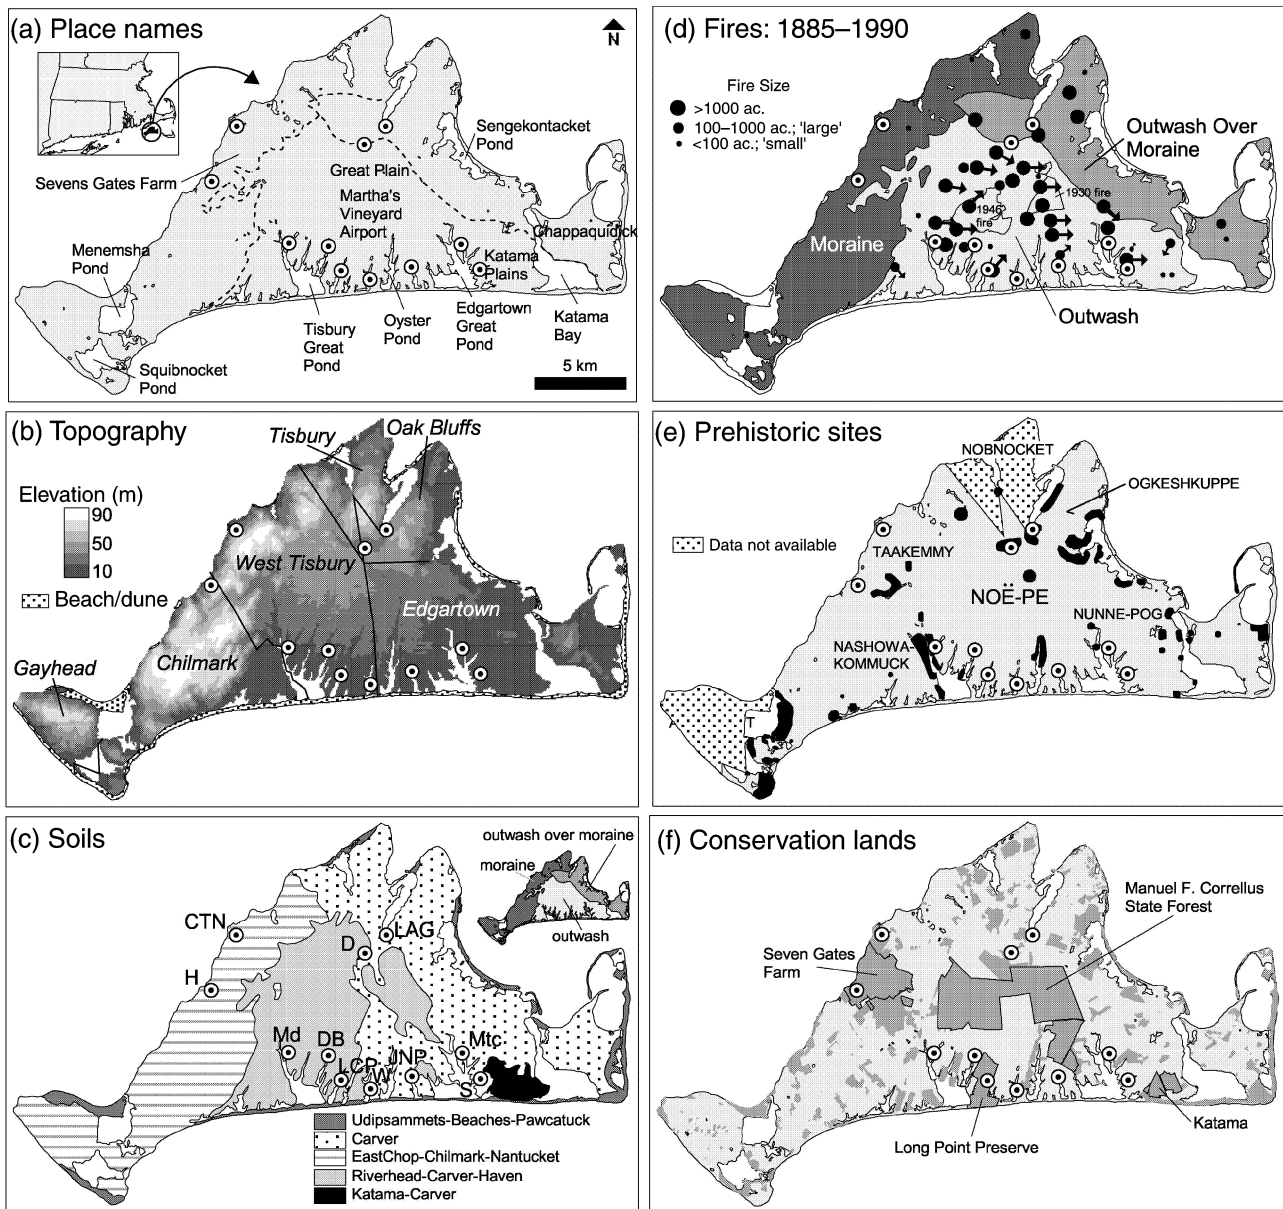 (a) Place names
N
Sengekontacket
Pond
Sevens Gates Farm
Great Plain
Martha's
Vineyard
Airport
Chappaquidick
Menemsha
Pond
Katama
Plains
Tisbury
Great
Pond
Oyster
Pond
Edgartown
Great
Pond
Katama
Bay
Squibnocket
Pond
5 km
(d) Fires: 1885–1990
Fire Size
>1000 ac.
100–1000 ac.; 'large'
<100 ac.; 'small'
Outwash Over
Moraine
1930 fire
1946
fire
Moraine
Outwash
(b) Topography
Tisbury
Oak Bluffs
Elevation (m)
90
50
10
Beach/dune
West Tisbury
Edgartown
Chilmark
Gayhead
(e) Prehistoric sites
NOBNOCKET
OGKESHKUPPE
Data not available
TAAKEMMY
NOË-PE
NUNNE-POG
NASHOWA-
KOMMUCK
T
(c) Soils
outwash over moraine
moraine
outwash
CTN
LAG
D
H
Md
DB
Mtc
LCP
JNP
W
S
Udipsammets-Beaches-Pawcatuck
Carver
EastChop-Chilmark-Nantucket
Riverhead-Carver-Haven
Katama-Carver
(f) Conservation lands
Manuel F. Correllus
State Forest
Seven Gates
Farm
Katama
Long Point Preserve